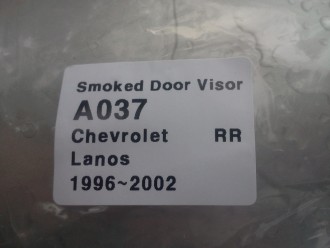 Smoked Door Visor
A037
Chevrolet RR
Lanos
1996~2002